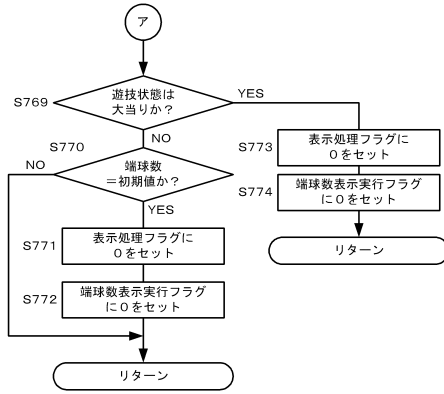 ア
S769
遊技状態は
大当りか?
YES
NO
S770
NO
端球数
=初期値か?
YES
S773
表示処理フラグに
0をセット
S774
端球数表示実行フラグ
に0をセット
リターン
S771
表示処理フラグに
0をセット
S772
端球数表示実行フラグ
に0をセット
リターン